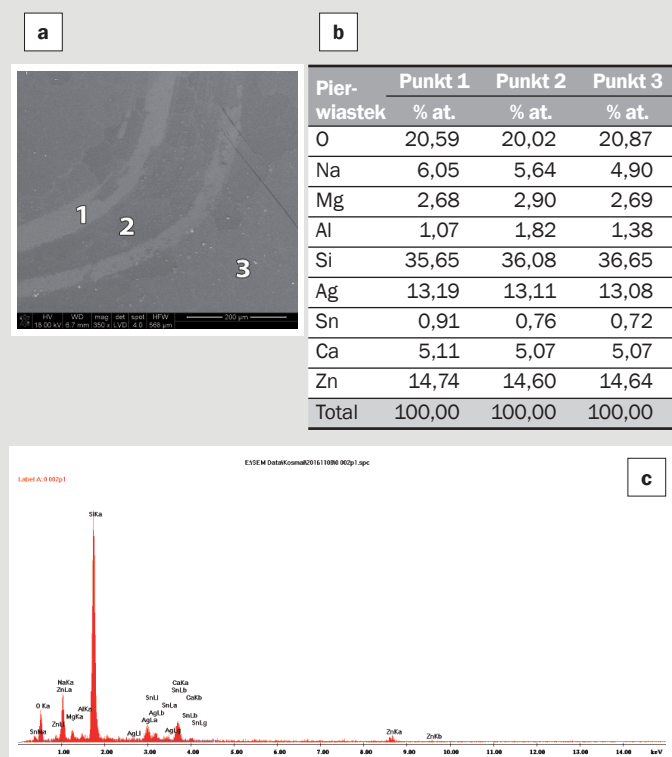 a
b
1
2
3
HV WD mag det spot HFW 200 µm
18.00 kV 6.7 mm 350 x LVD 4.0 568 µm
Pier-wiastek Punkt 1 Punkt 2 Punkt 3
% at. % at. % at.
O 20,59 20,02 20,87
Na 6,05 5,64 4,90
Mg 2,68 2,90 2,69
Al 1,07 1,82 1,38
Si 35,65 36,08 36,65
Ag 13,19 13,11 13,08
Sn 0,91 0,76 0,72
Ca 5,11 5,07 5,07
Zn 14,74 14,60 14,64
Total 100,00 100,00 100,00
c
Label A: 0 002p1
SiKa
NaKa
ZnLa
O Ka
MgKa
AlKa
ZnLl
CaKa
SnLb
SnLl
CaKb
SnLa
AgLb
AgLa
SnLb
SnLg
AgLl
AgLg
ZnKa
ZnKb
1.00 2.00 3.00 4.00 5.00 6.00 7.00 8.00 9.00 10.00 11.00 12.00 13.00 14.00 keV